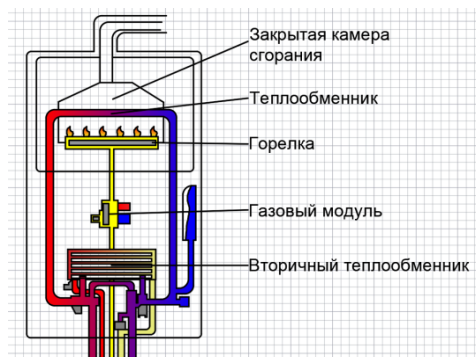 Закрытая камера
сгорания
Теплообменник
Горелка
Газовый модуль
Вторичный теплообменник